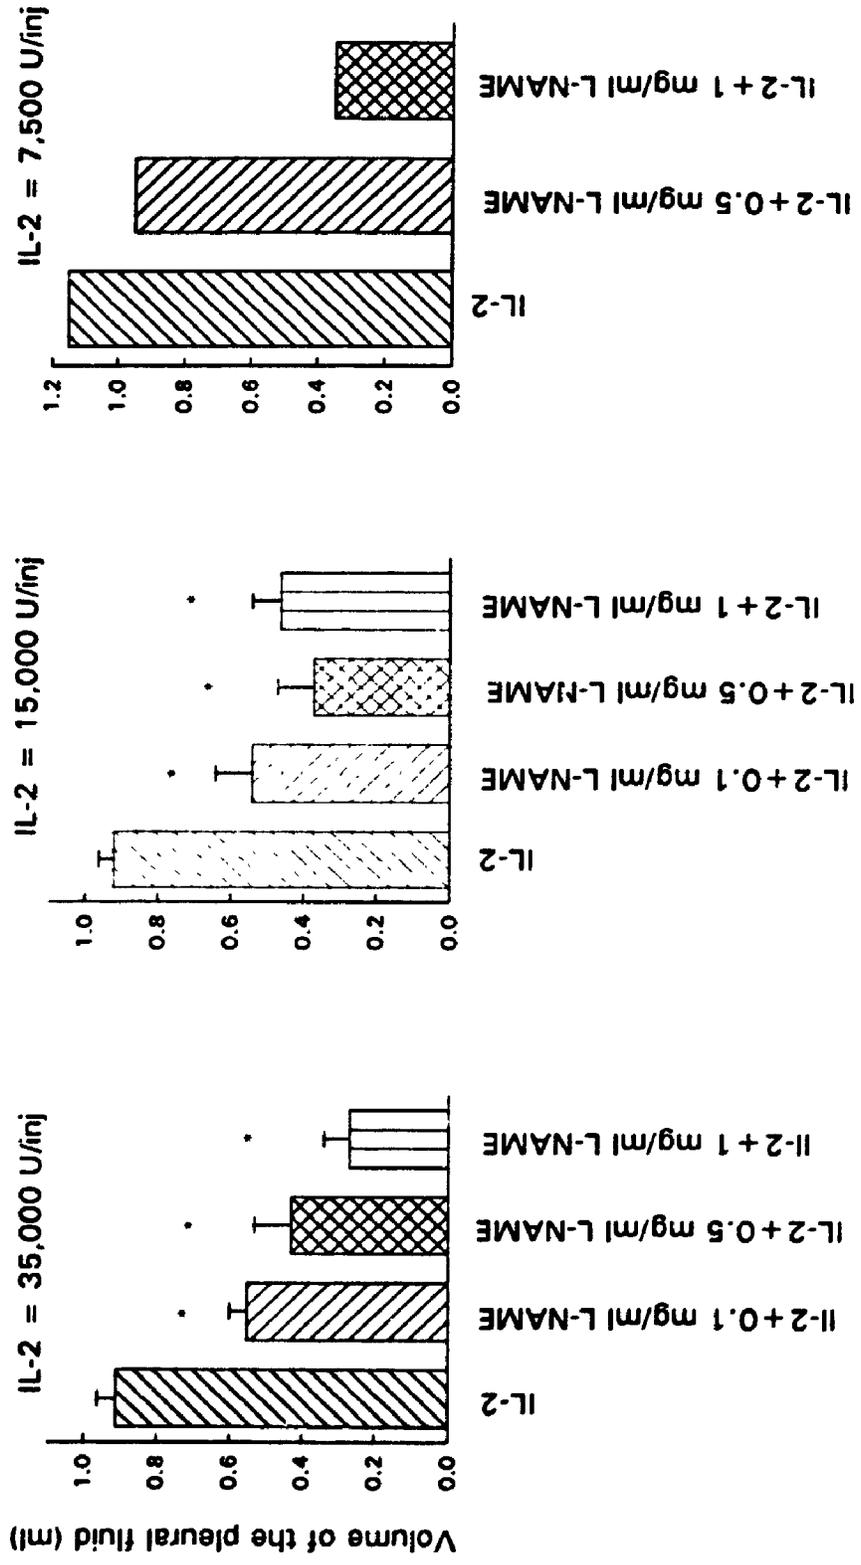 Volume of the pleural fluid (ml)
IL-2 = 35,000 U/inj
1.0
0.8
0.6
0.4
0.2
0.0
IL-2
II-2+0.1 mg/ml L-NAME
IL-2+0.5 mg/ml L-NAME
II-2+1 mg/ml L-NAME
IL-2 = 15,000 U/inj
1.0
0.8
0.6
0.4
0.2
0.0
IL-2
IL-2+0.1 mg/ml L-NAME
IL-2+0.5 mg/ml L-NAME
IL-2+1 mg/ml L-NAME
IL-2 = 7,500 U/inj
1.2
1.0
0.8
0.6
0.4
0.2
0.0
IL-2
IL-2+0.5 mg/ml L-NAME
IL-2+1 mg/ml L-NAME